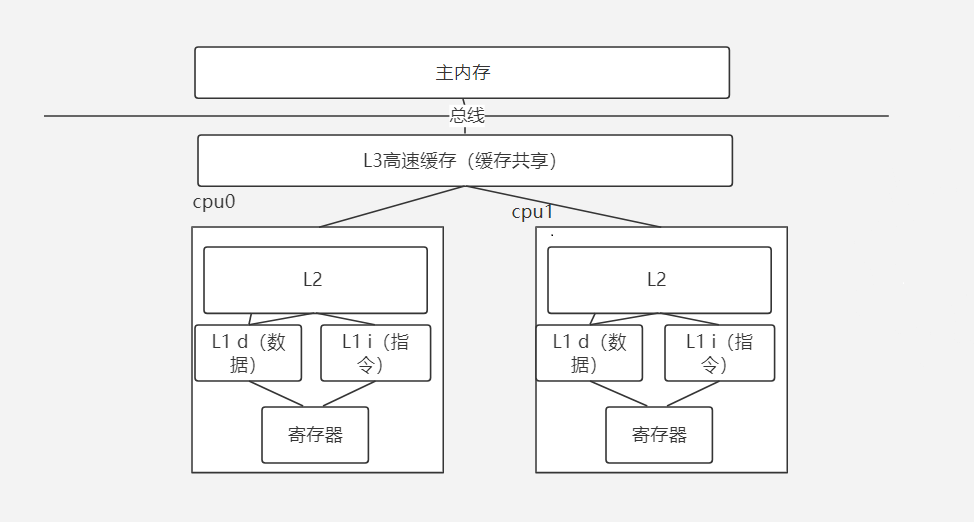 主内存
总线
L3高速缓存（缓存共享）
cpu0
cpu1
.
L2
L2
L1 d（数
据）
L1 i（指
令）
L1 d（数
据）
L1 i（指
令）
寄存器
寄存器